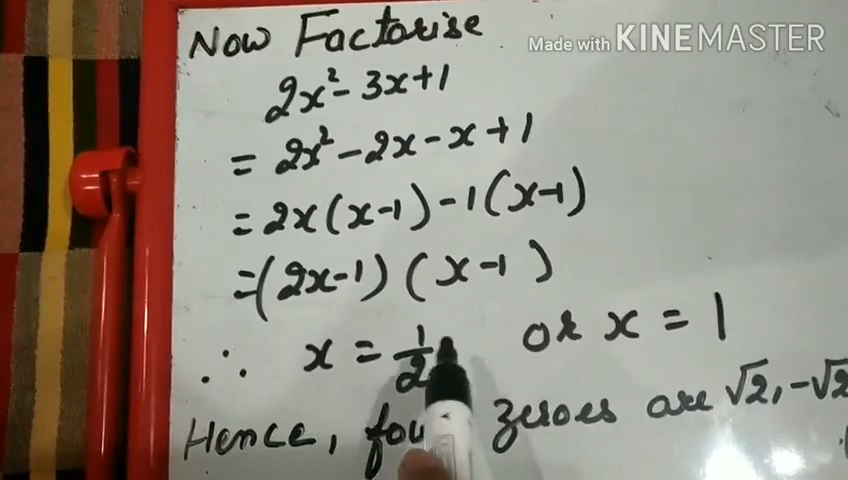 Now Factorise
Made with KINEMASTER
2x² - 3x + 1
= 2x² - 2x - x + 1
= 2x(x-1) - 1(x-1)
= (2x-1) (x-1)
∴ x = 1/2 or x = 1
Hence, zeroes are √2, -√2